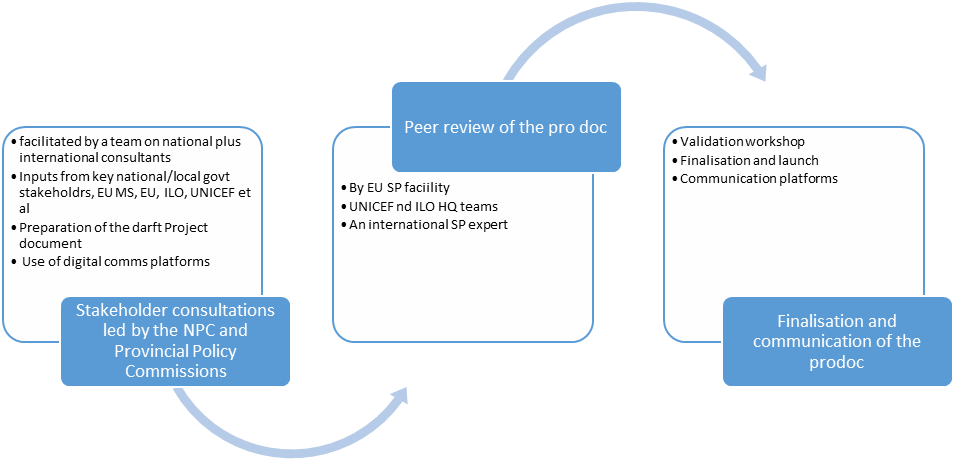 • facilitated by a team on national plus
international consultants
• Inputs from key national/local govt
stakeholdrs, EU MS, EU, ILO, UNICEF et
al
• Preparation of the darft Project
document
• Use of digital comms platforms
Stakeholder consultations
led by the NPC and
Provincial Policy
Commissions
Peer review of the pro doc
• By EU SP faciility
• UNICEF nd ILO HQ teams
• An international SP expert
• Validation workshop
• Finalisation and launch
• Communication platforms
Finalisation and
communication of the
prodoc